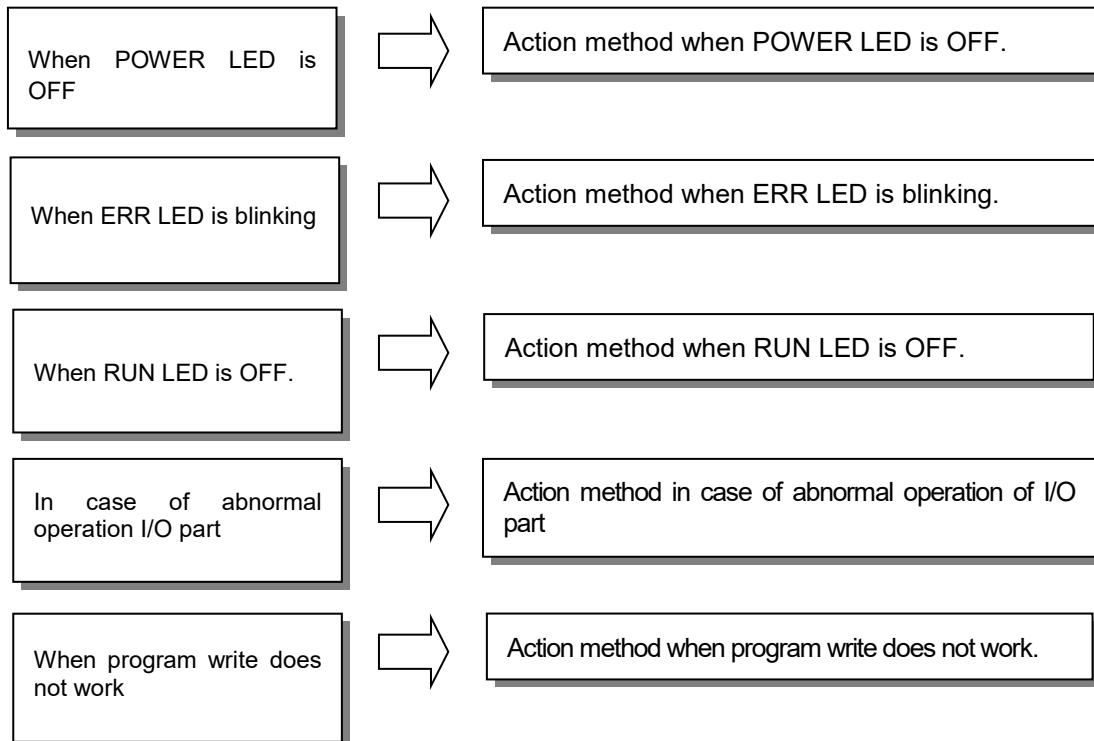 When POWER LED is
OFF
Action method when POWER LED is OFF.
When ERR LED is blinking
Action method when ERR LED is blinking.
When RUN LED is OFF.
Action method when RUN LED is OFF.
In case of abnormal
operation I/O part
Action method in case of abnormal operation of I/O
part
When program write does
not work
Action method when program write does not work.